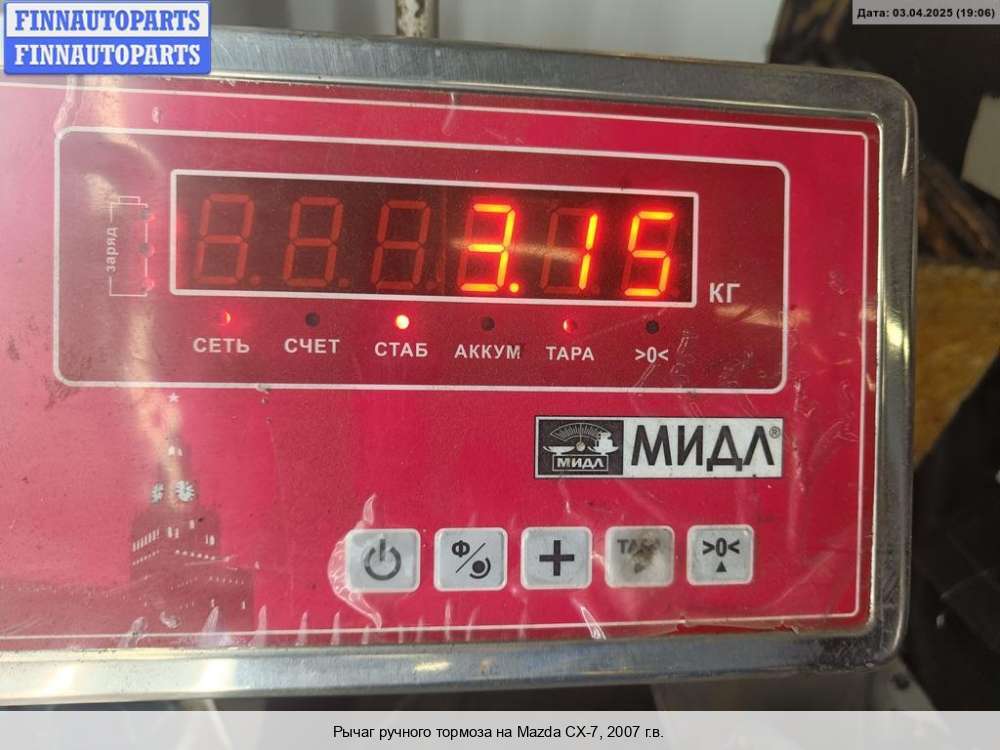 FINNAUTOPARTS
FINNAUTOPARTS
Дата: 03.04.2025 (19:06)
заряд
3.15
КГ
СЕТЬ СЧЕТ СТАБ АККУМ ТАРА >0<
МИДЛ МИДЛ®
Ф ТАРА >0<
Рычаг ручного тормоза на Mazda CX-7, 2007 г.в.